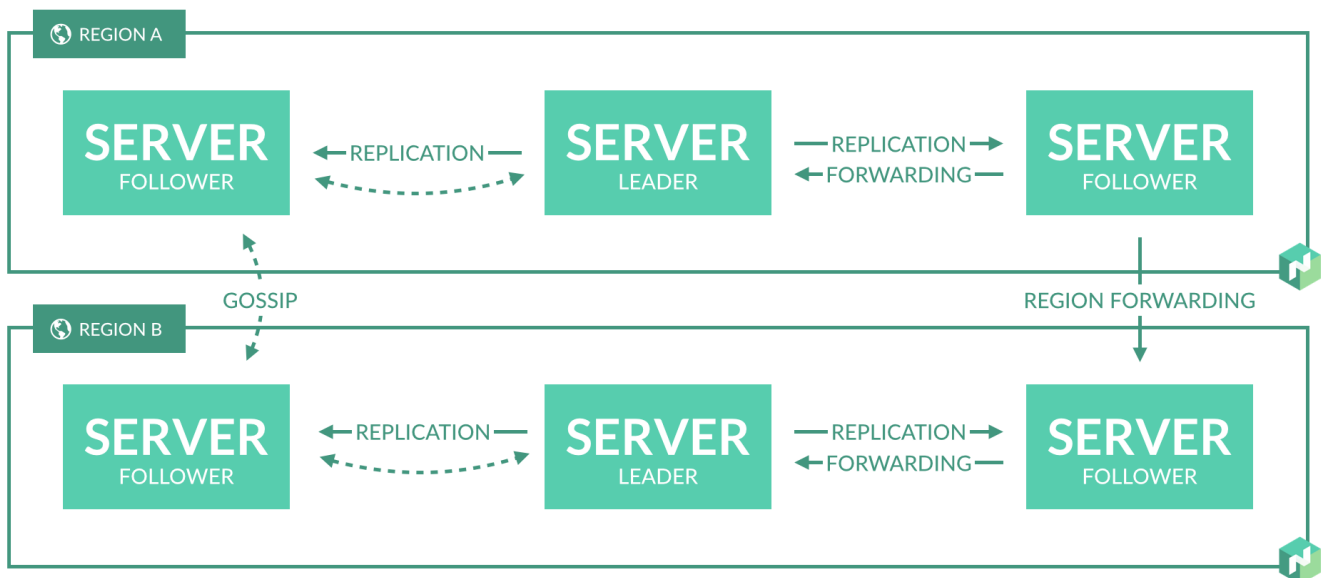 REGION A
SERVER
FOLLOWER
REPLICATION
SERVER
LEADER
REPLICATION
FORWARDING
SERVER
FOLLOWER
GOSSIP
REGION FORWARDING
REGION B
SERVER
FOLLOWER
REPLICATION
SERVER
LEADER
REPLICATION
FORWARDING
SERVER
FOLLOWER